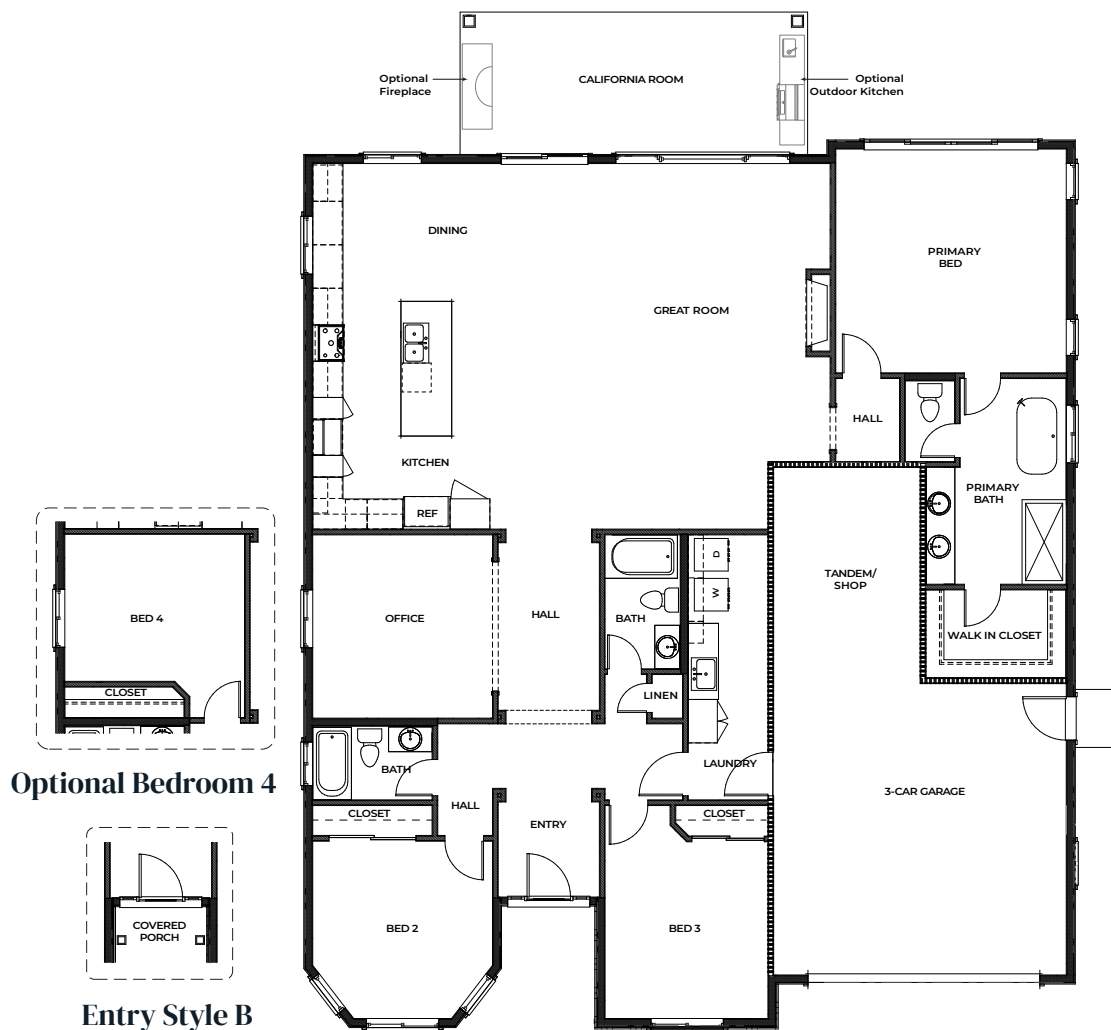 Optional
Fireplace
CALIFORNIA ROOM
Optional
Outdoor Kitchen
DINING
PRIMARY
BED
GREAT ROOM
HALL
KITCHEN
REF
PRIMARY
BATH
D
W
TANDEM/
SHOP
BED 4
OFFICE
HALL
BATH
WALK IN CLOSET
CLOSET
LINEN
Optional Bedroom 4
BATH
LAUNDRY
3-CAR GARAGE
HALL
CLOSET
ENTRY
CLOSET
COVERED
PORCH
BED 2
BED 3
Entry Style B